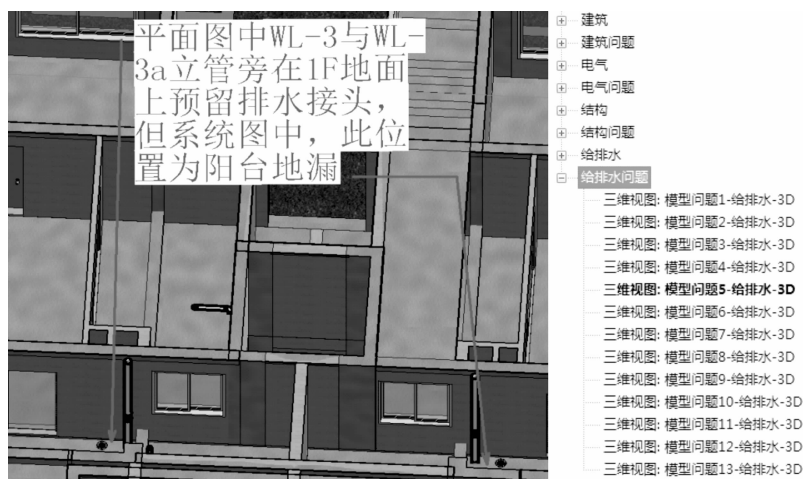 平面图中WL-3与WL-
3a立管旁在1F地面
上预留排水接头，
但系统图中，此位
置为阳台地漏
建筑
建筑问题
电气
电气问题
结构
结构问题
给排水
给排水问题
三维视图: 模型问题1-给排水-3D
三维视图: 模型问题2-给排水-3D
三维视图: 模型问题3-给排水-3D
三维视图: 模型问题4-给排水-3D
三维视图: 模型问题5-给排水-3D
三维视图: 模型问题6-给排水-3D
三维视图: 模型问题7-给排水-3D
三维视图: 模型问题8-给排水-3D
三维视图: 模型问题9-给排水-3D
三维视图: 模型问题10-给排水-3D
三维视图: 模型问题11-给排水-3D
三维视图: 模型问题12-给排水-3D
三维视图: 模型问题13-给排水-3D